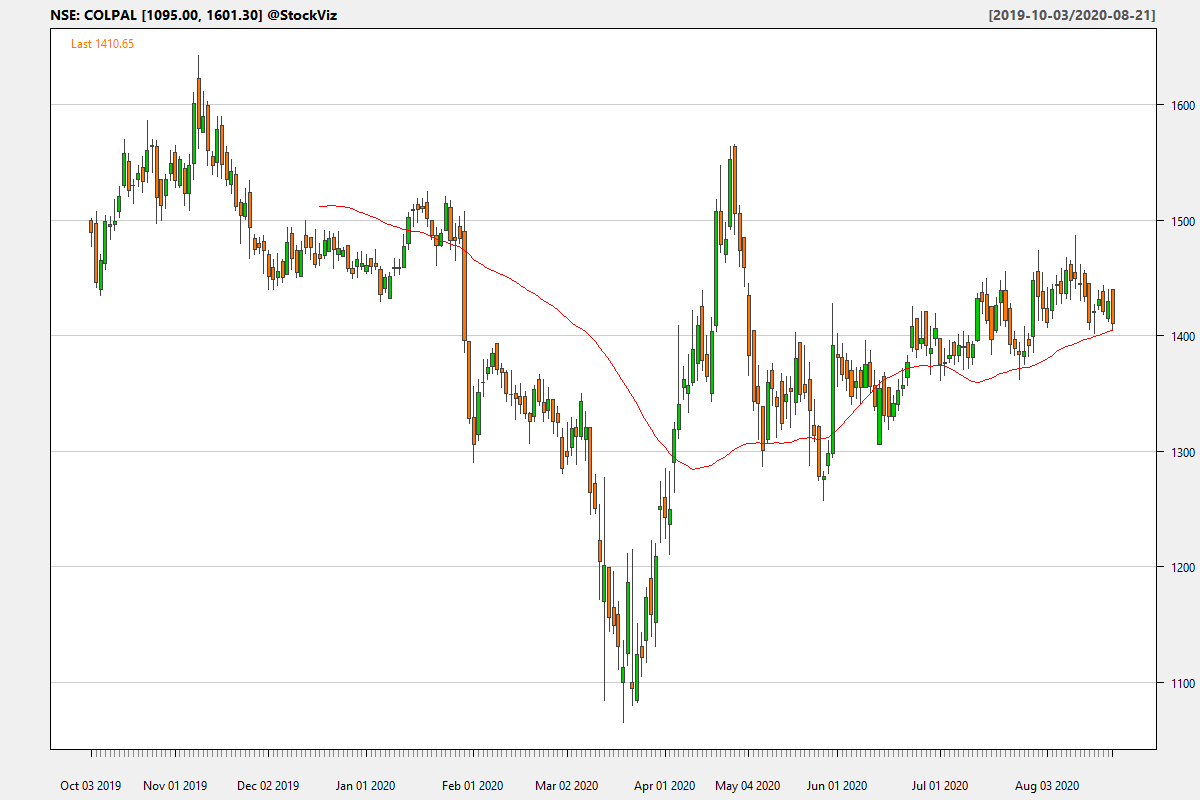 NSE: COLPAL [1095.00, 1601.30] @StockViz
[2019-10-03/2020-08-21]
Last 1410.65
1600
1500
1400
1300
1200
1100
Oct 03 2019 Nov 01 2019 Dec 02 2019 Jan 01 2020 Feb 01 2020 Mar 02 2020 Apr 01 2020 May 04 2020 Jun 01 2020 Jul 01 2020 Aug 03 2020